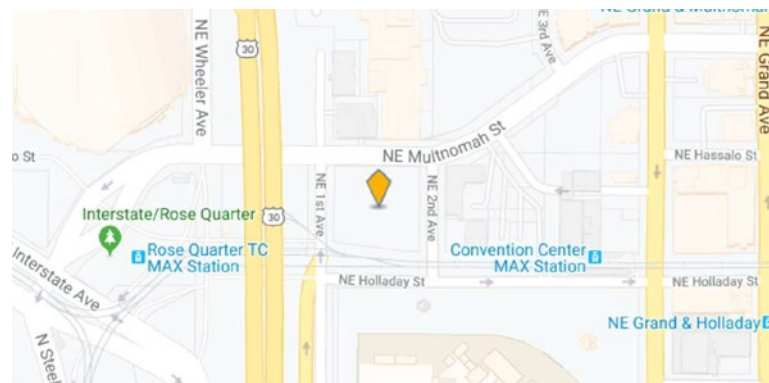 NE Grand & Multnomah
NE 3rd Ave
NE Wheeler Ave
30
NE Grand Ave
NE Multnomah St
o St
NE Hassalo St
NE 1st Ave
NE 2nd Ave
Interstate/Rose Quarter
30
Rose Quarter TC
MAX Station
Convention Center
MAX Station
Interstate Ave
NE Holladay St
NE Holladay St
NE Grand & Holladay
N Steel